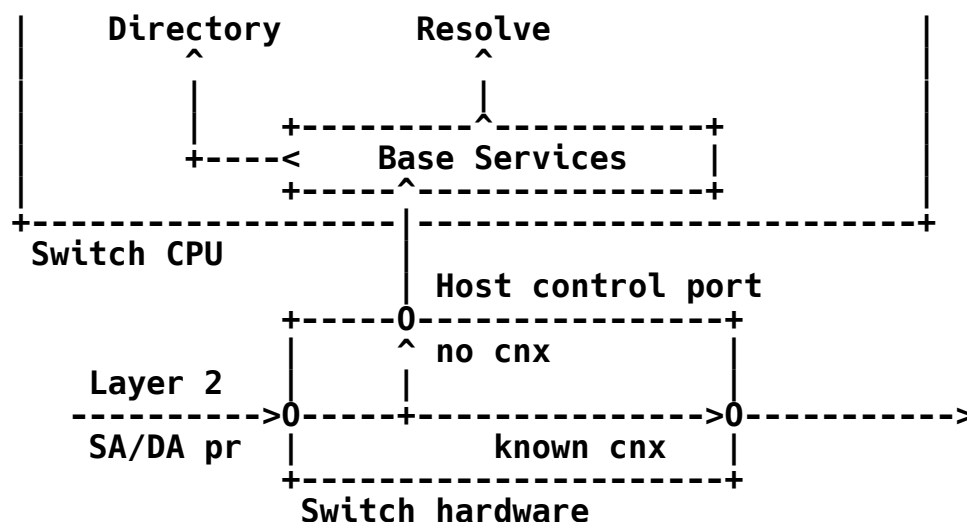 Directory Resolve
Base Services
Switch CPU
Host control port
no cnx
Layer 2
SA/DA pr known cnx
Switch hardware